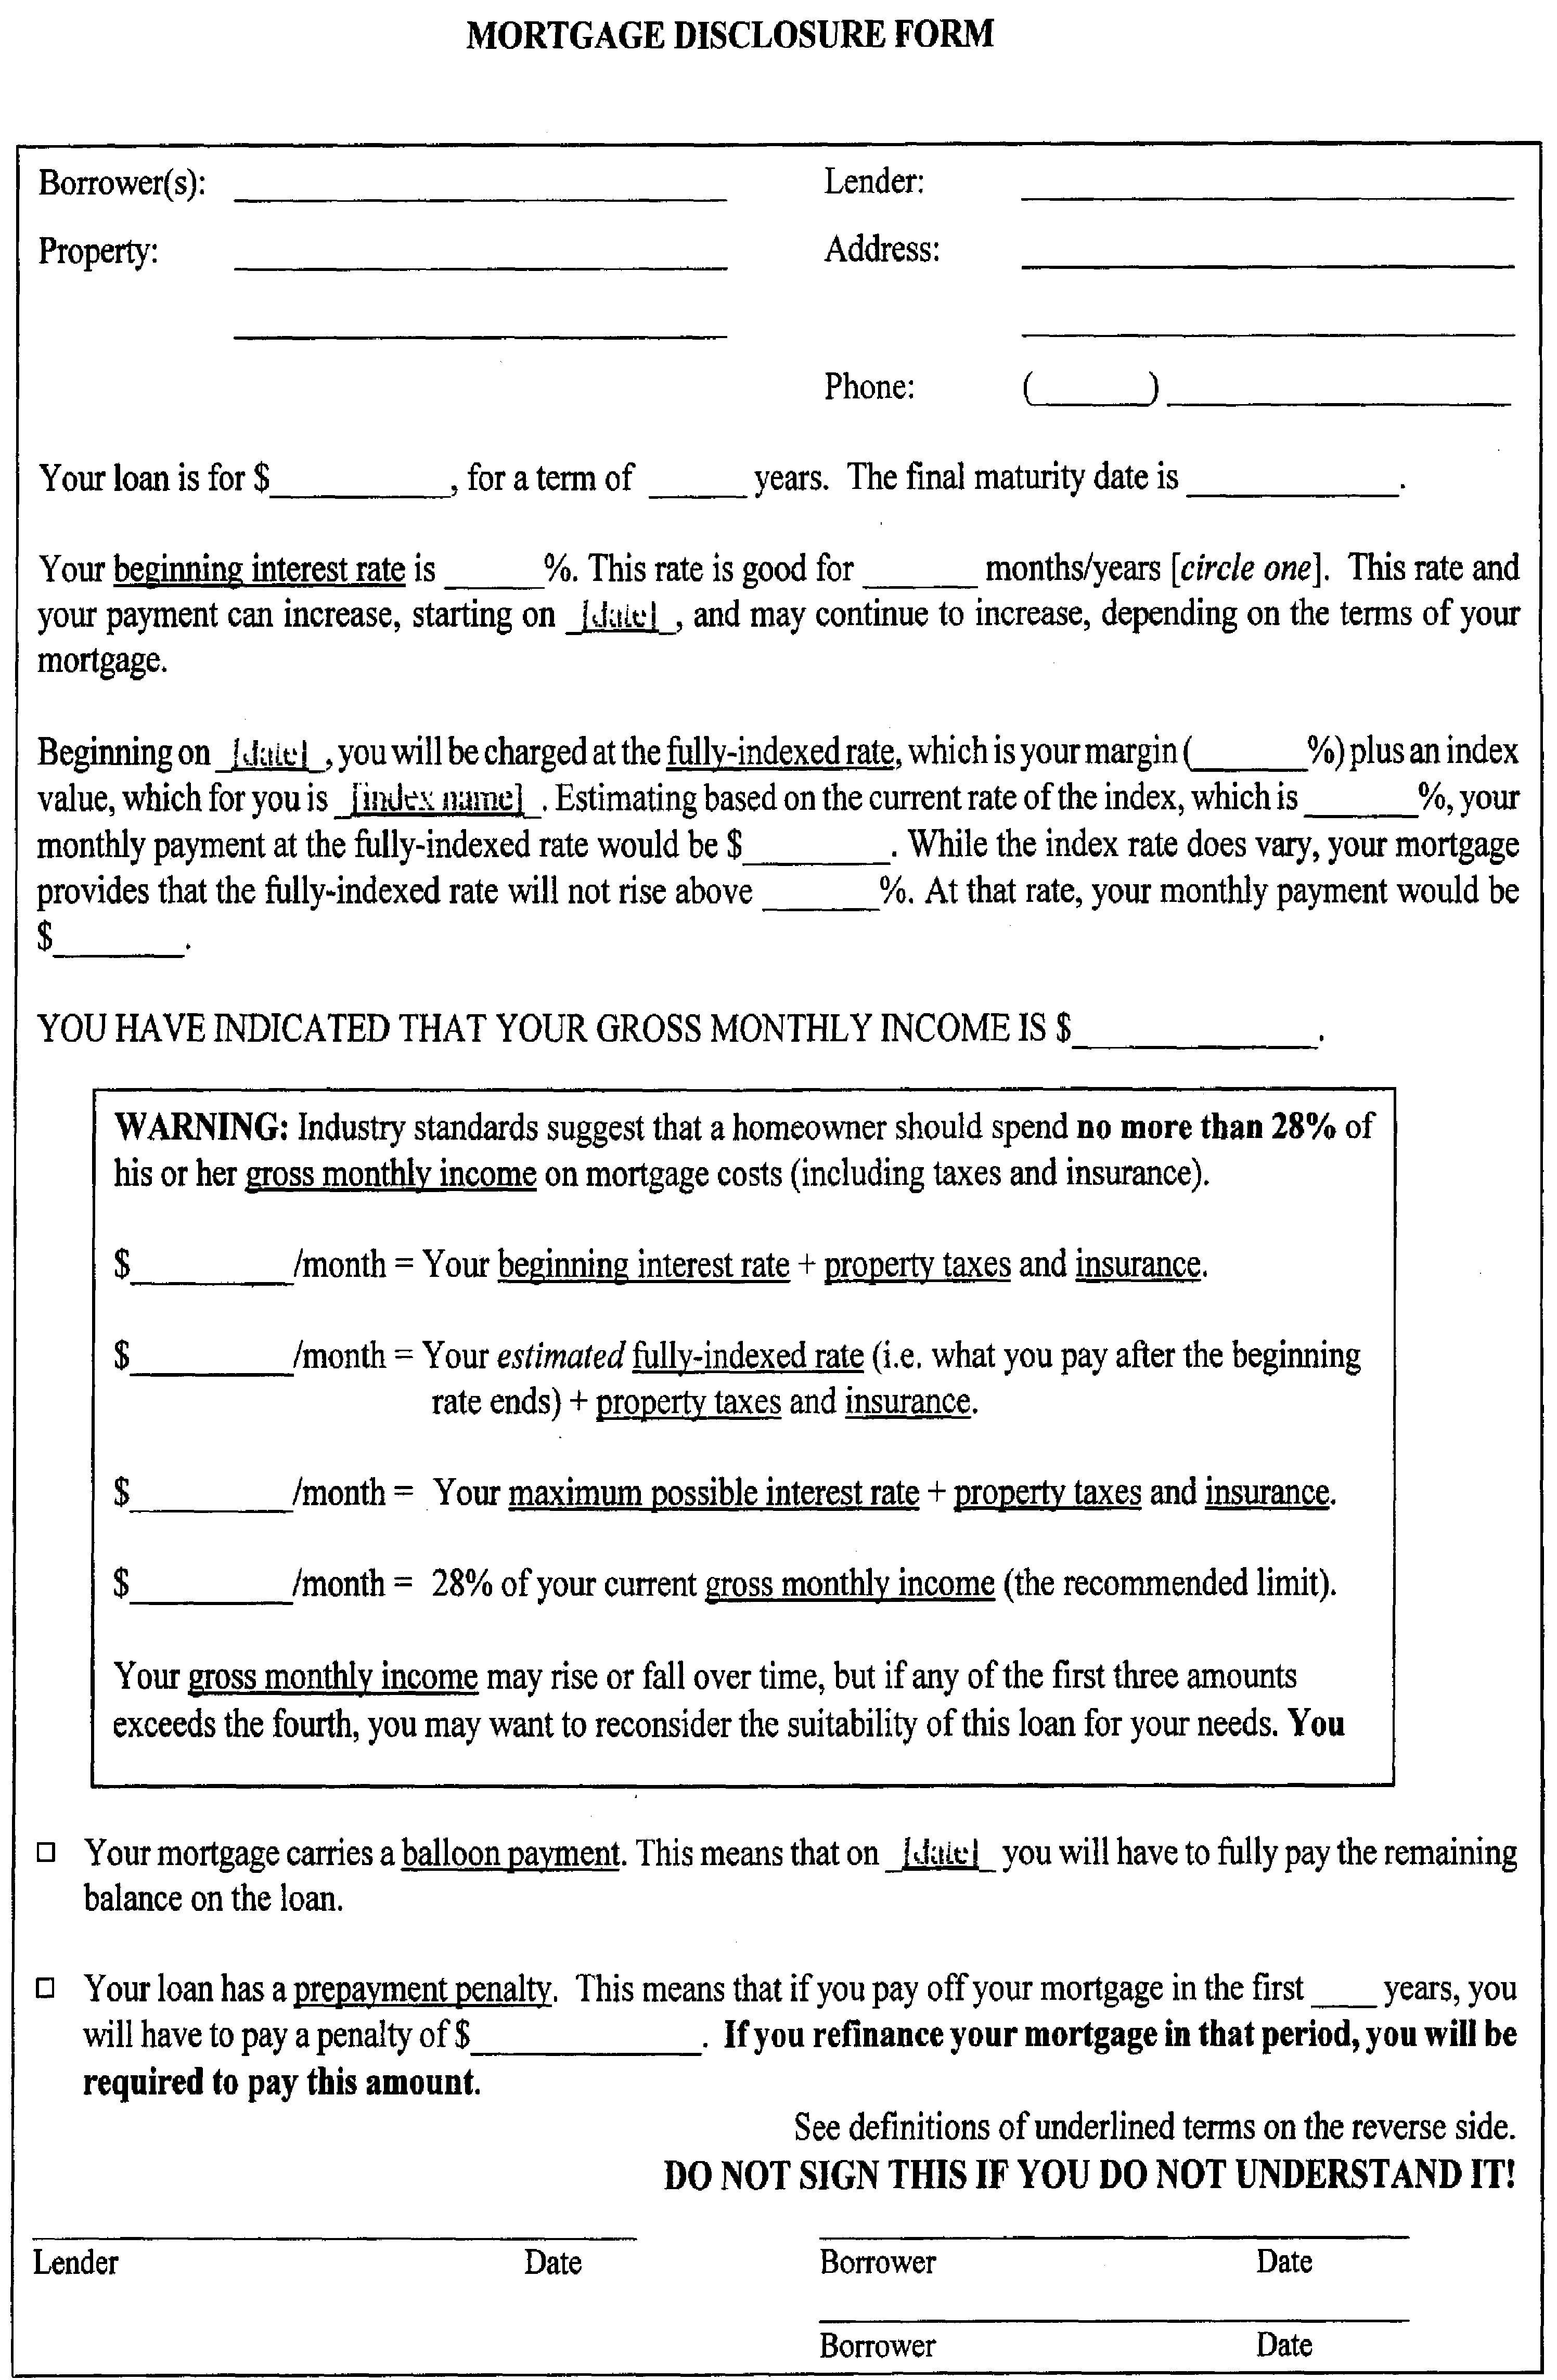 MORTGAGE DISCLOSURE FORM
Borrower(s): Lender:
Property: Address:
Phone: ( )
Your loan is for $__________, for a term of _____ years. The final maturity date is __________.
Your beginning interest rate is _____%. This rate is good for ______ months/years [circle one]. This rate and
your payment can increase, starting on [date], and may continue to increase, depending on the terms of your
mortgage.
Beginning on [date], you will be charged at the fully-indexed rate, which is your margin (______%) plus an index
value, which for you is [index name]. Estimating based on the current rate of the index, which is ______%, your
monthly payment at the fully-indexed rate would be $________. While the index rate does vary, your mortgage
provides that the fully-indexed rate will not rise above ______%. At that rate, your monthly payment would be
$_______.
YOU HAVE INDICATED THAT YOUR GROSS MONTHLY INCOME IS $____________.
WARNING: Industry standards suggest that a homeowner should spend no more than 28% of
his or her gross monthly income on mortgage costs (including taxes and insurance).
$________/month = Your beginning interest rate + property taxes and insurance.
$________/month = Your estimated fully-indexed rate (i.e. what you pay after the beginning
rate ends) + property taxes and insurance.
$________/month = Your maximum possible interest rate + property taxes and insurance.
$________/month = 28% of your current gross monthly income (the recommended limit).
Your gross monthly income may rise or fall over time, but if any of the first three amounts
exceeds the fourth, you may want to reconsider the suitability of this loan for your needs. You
☐ Your mortgage carries a balloon payment. This means that on [date] you will have to fully pay the remaining
balance on the loan.
☐ Your loan has a prepayment penalty. This means that if you pay off your mortgage in the first ___ years, you
will have to pay a penalty of $____________. If you refinance your mortgage in that period, you will be
required to pay this amount.
See definitions of underlined terms on the reverse side.
DO NOT SIGN THIS IF YOU DO NOT UNDERSTAND IT!
Lender Date Borrower Date
Borrower Date